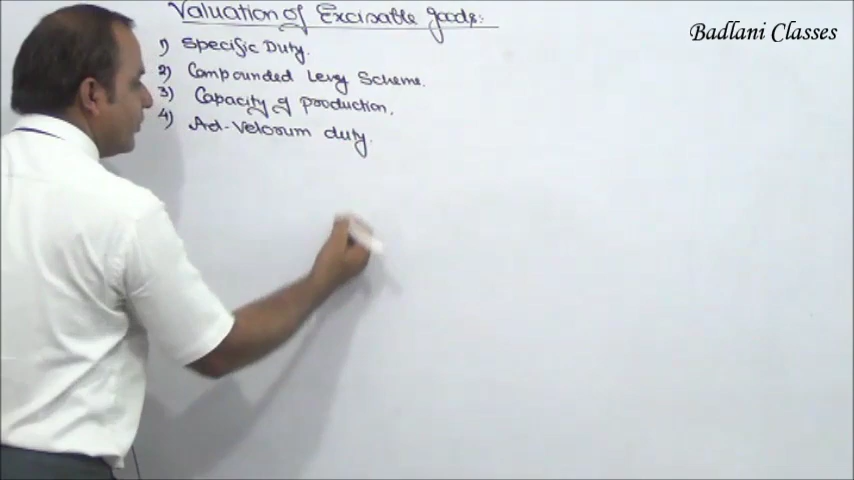 Valuation of Excisable goods:
Badlani Classes
1) Specific Duty.
2) Compounded Levy Scheme.
3) Capacity of production.
4) Ad-Velorum duty.